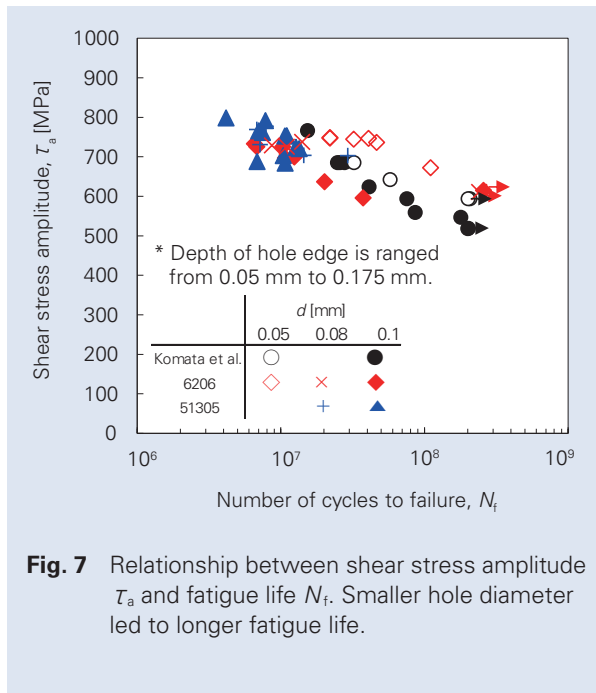 1000
900
800
700
600
500
400
300
200
100
0
Shear stress amplitude, τa [MPa]
* Depth of hole edge is ranged
from 0.05 mm to 0.175 mm.
d [mm]
0.05 0.08 0.1
Komata et al.
6206
51305
10⁶ 10⁷ 10⁸ 10⁹
Number of cycles to failure, Nf
Fig. 7 Relationship between shear stress amplitude
τa and fatigue life Nf. Smaller hole diameter
led to longer fatigue life.